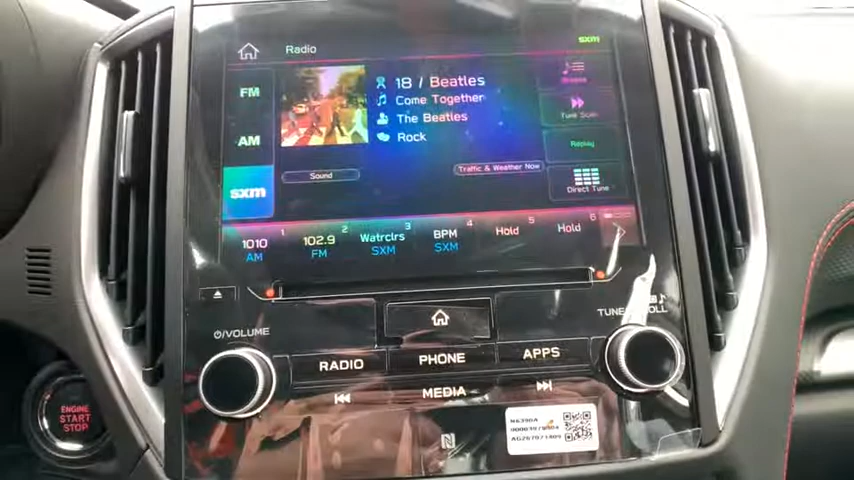 Radio
sxm
FM
AM
sxm
18 / Beatles
Come Together
The Beatles
Rock
Tune Scan
Replay
Direct Tune
Sound
Traffic & Weather Now
1010 1
AM
102.9 2
FM
Watrclrs 3
SXM
BPM 4
SXM
Hold 5
Hold 6
VOLUME
TUNE SCROLL
RADIO
PHONE
APPS
MEDIA
ENGINE
START
STOP
N